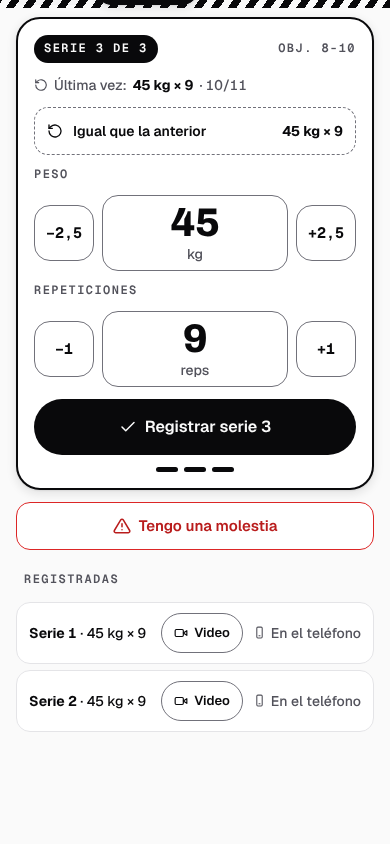 SERIE 3 DE 3
OBJ. 8-10
Última vez: 45 kg × 9 · 10/11
Igual que la anterior 45 kg × 9
PESO
−2,5
45
kg
+2,5
REPETICIONES
−1
9
reps
+1
Registrar serie 3
Tengo una molestia
REGISTRADAS
Serie 1 · 45 kg × 9 Video En el teléfono
Serie 2 · 45 kg × 9 Video En el teléfono